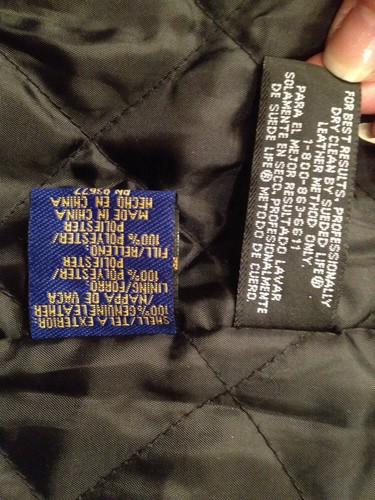 SHELL/TELA EXTERIOR:
100% GENUINE LEATHER
/NAPPA DE VACA
LINING/FORRO:
100% POLYESTER/
POLIESTER
FILL/RELLENO:
100% POLYESTER/
POLIESTER
MADE IN CHINA
HECHO EN CHINA
RN
FOR BEST RESULTS, PROFESSIONALLY
DRY CLEAN BY SUEDES LIFE®
LEATHER METHOD ONLY.
1-800-863-6611
PARA EL MEJOR RESULTADO LAVAR
SOLAMENTE EN SECO, PROFESIONALMENTE
DE SUEDE LIFE® METODO DE CUERO.